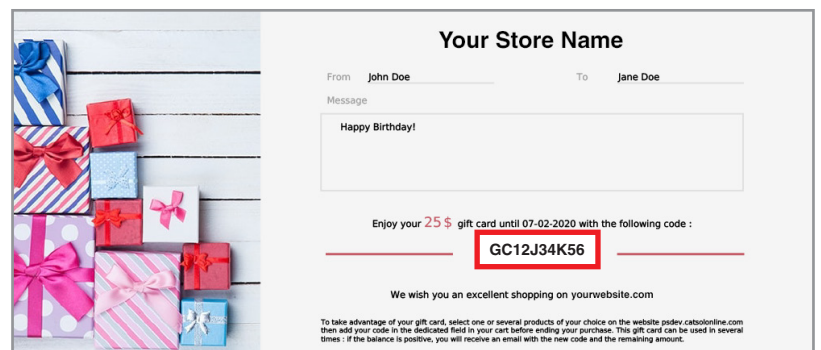 Your Store Name
From John Doe To Jane Doe
Message
Happy Birthday!
Enjoy your 25 $ gift card until 07-02-2020 with the following code :
GC12J34K56
We wish you an excellent shopping on yourwebsite.com
To take advantage of your gift card, select one or several products of your choice on the website psdev.catsolonline.com
then add your code in the dedicated field in your cart before ending your purchase. This gift card can be used in several
times : if the balance is positive, you will receive an email with the new code and the remaining amount.